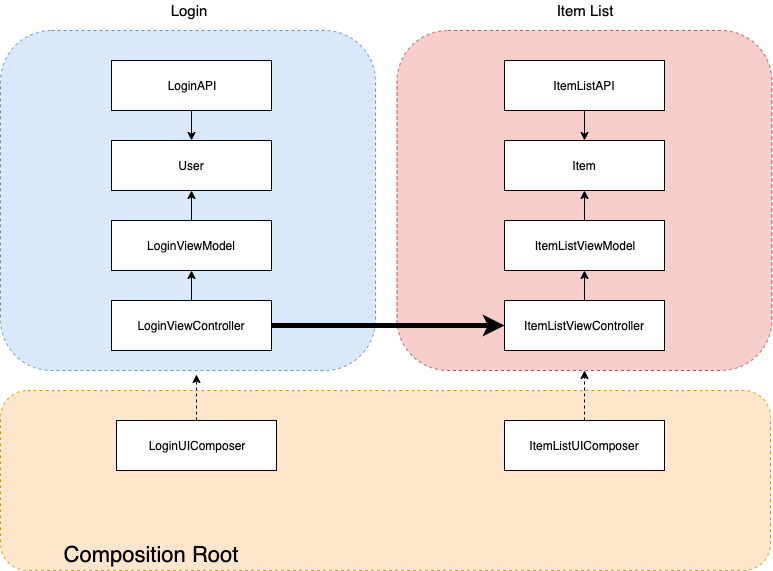 Login
Item List
LoginAPI
ItemListAPI
User
Item
LoginViewModel
ItemListViewModel
LoginViewController
ItemListViewController
LoginUIComposer
ItemListUIComposer
Composition Root